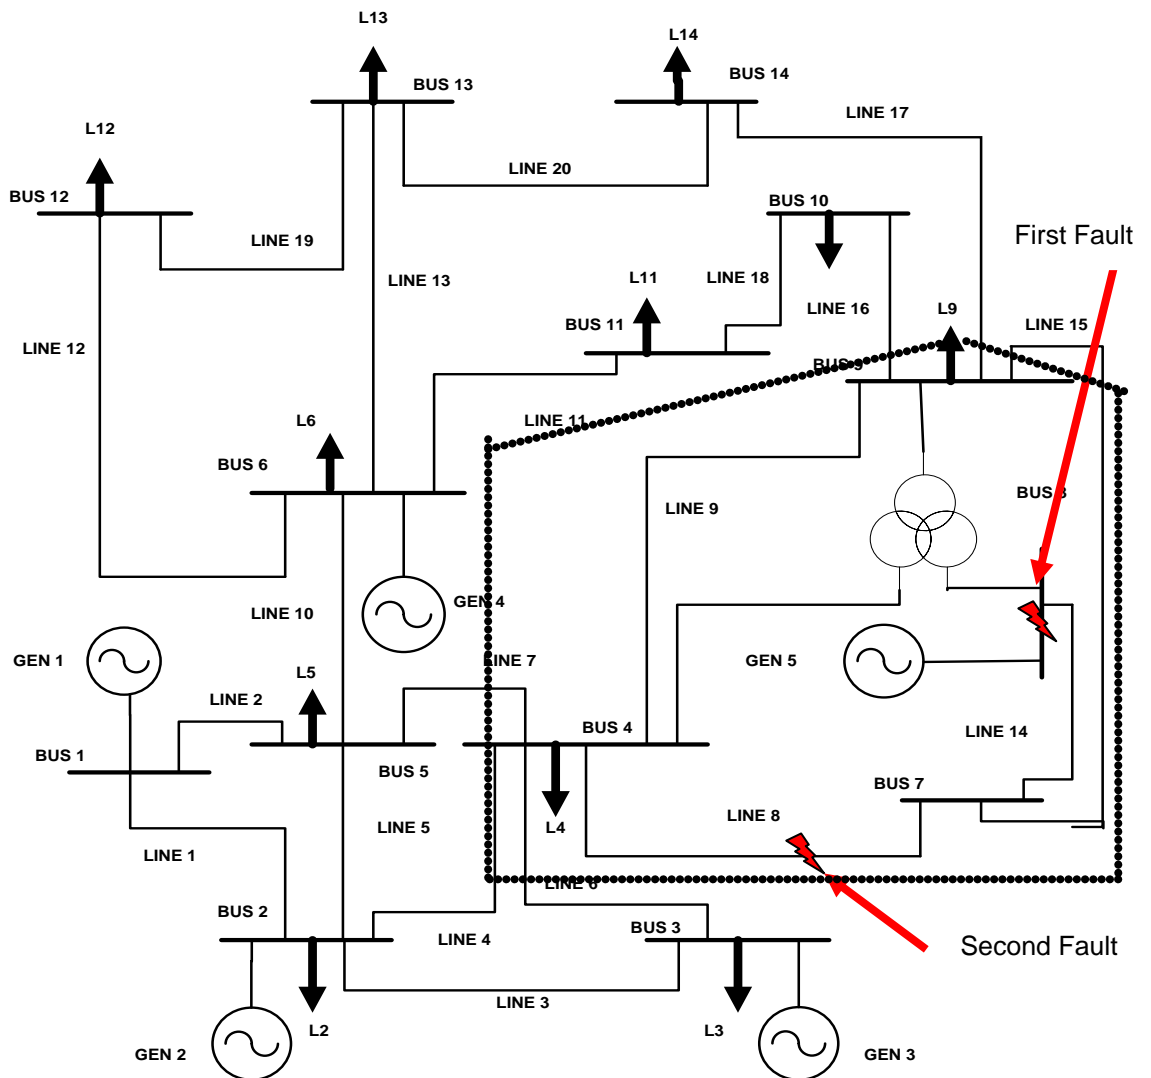 L13
L14
BUS 13
BUS 14
LINE 17
L12
LINE 20
BUS 12
BUS 10
First Fault
LINE 19
LINE 13
L11
LINE 18
LINE 16
L9
LINE 15
BUS 11
LINE 12
BUS 9
L6
LINE 11
BUS 6
BUS 8
LINE 9
LINE 10
GEN 4
GEN 1
LINE 7
GEN 5
L5
LINE 2
BUS 4
LINE 14
BUS 1
BUS 5
BUS 7
LINE 5
L4
LINE 8
LINE 1
LINE 6
BUS 2
BUS 3
LINE 4
Second Fault
LINE 3
L2
L3
GEN 2
GEN 3